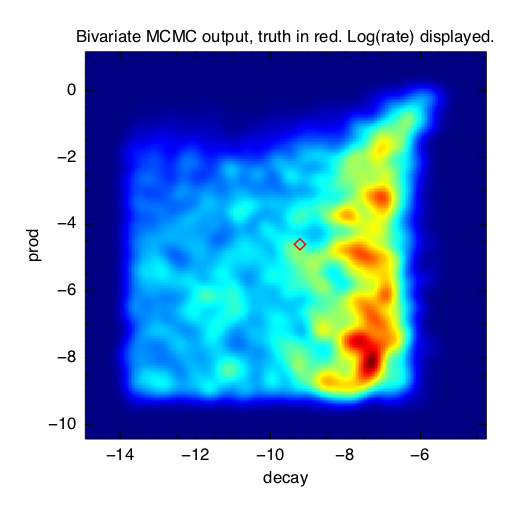 Bivariate MCMC output, truth in red. Log(rate) displayed.
0
−2
−4
−6
−8
−10
prod
−14 −12 −10 −8 −6
decay